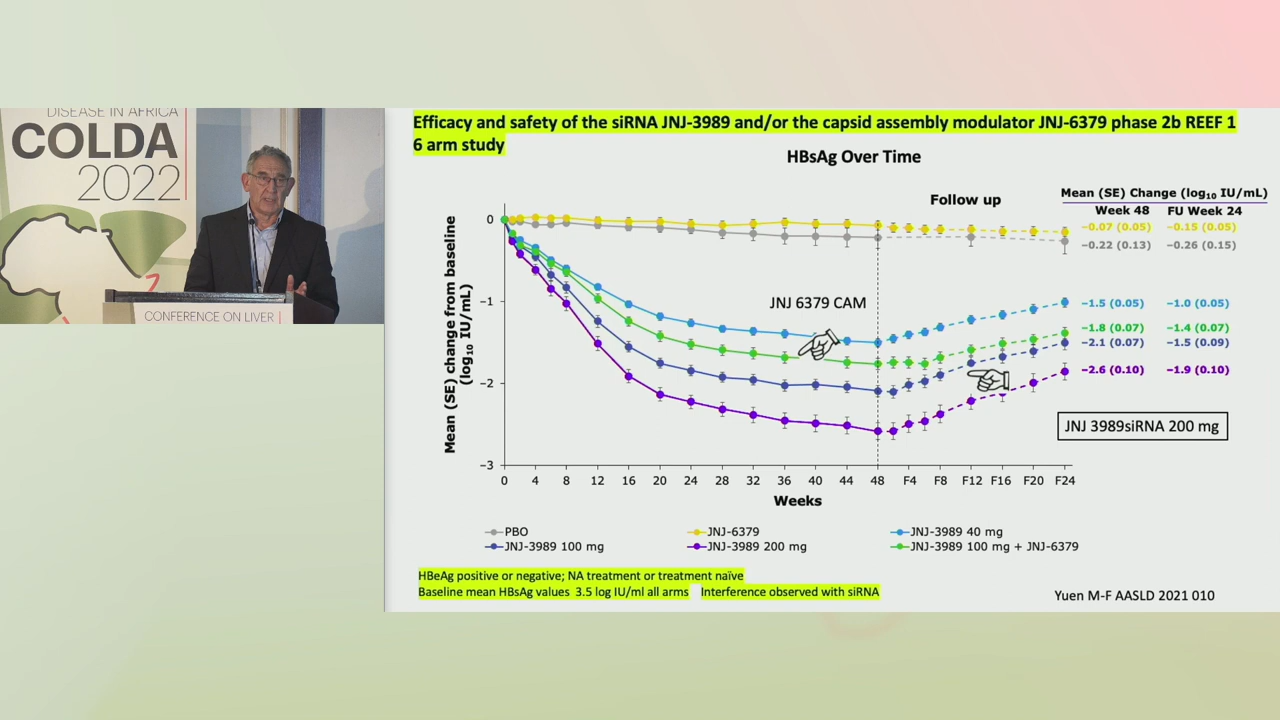 DISEASE IN AFRICA
COLDA
2022
CONFERENCE ON LIVER
Efficacy and safety of the siRNA JNJ-3989 and/or the capsid assembly modulator JNJ-6379 phase 2b REEF 1
6 arm study
HBsAg Over Time
Follow up
Mean (SE) Change (log10 IU/mL)
Week 48 FU Week 24
−0.07 (0.05) −0.15 (0.05)
−0.22 (0.13) −0.26 (0.15)
−1.5 (0.05) −1.0 (0.05)
−1.8 (0.07) −1.4 (0.07)
−2.1 (0.07) −1.5 (0.09)
−2.6 (0.10) −1.9 (0.10)
Mean (SE) change from baseline
(log10 IU/mL)
0
−1
−2
−3
JNJ 6379 CAM
JNJ 3989siRNA 200 mg
0 4 8 12 16 20 24 28 32 36 40 44 48 F4 F8 F12 F16 F20 F24
Weeks
PBO JNJ-6379 JNJ-3989 40 mg
JNJ-3989 100 mg JNJ-3989 200 mg JNJ-3989 100 mg + JNJ-6379
HBeAg positive or negative; NA treatment or treatment naïve
Baseline mean HBsAg values 3.5 log IU/ml all arms Interference observed with siRNA
Yuen M-F AASLD 2021 010